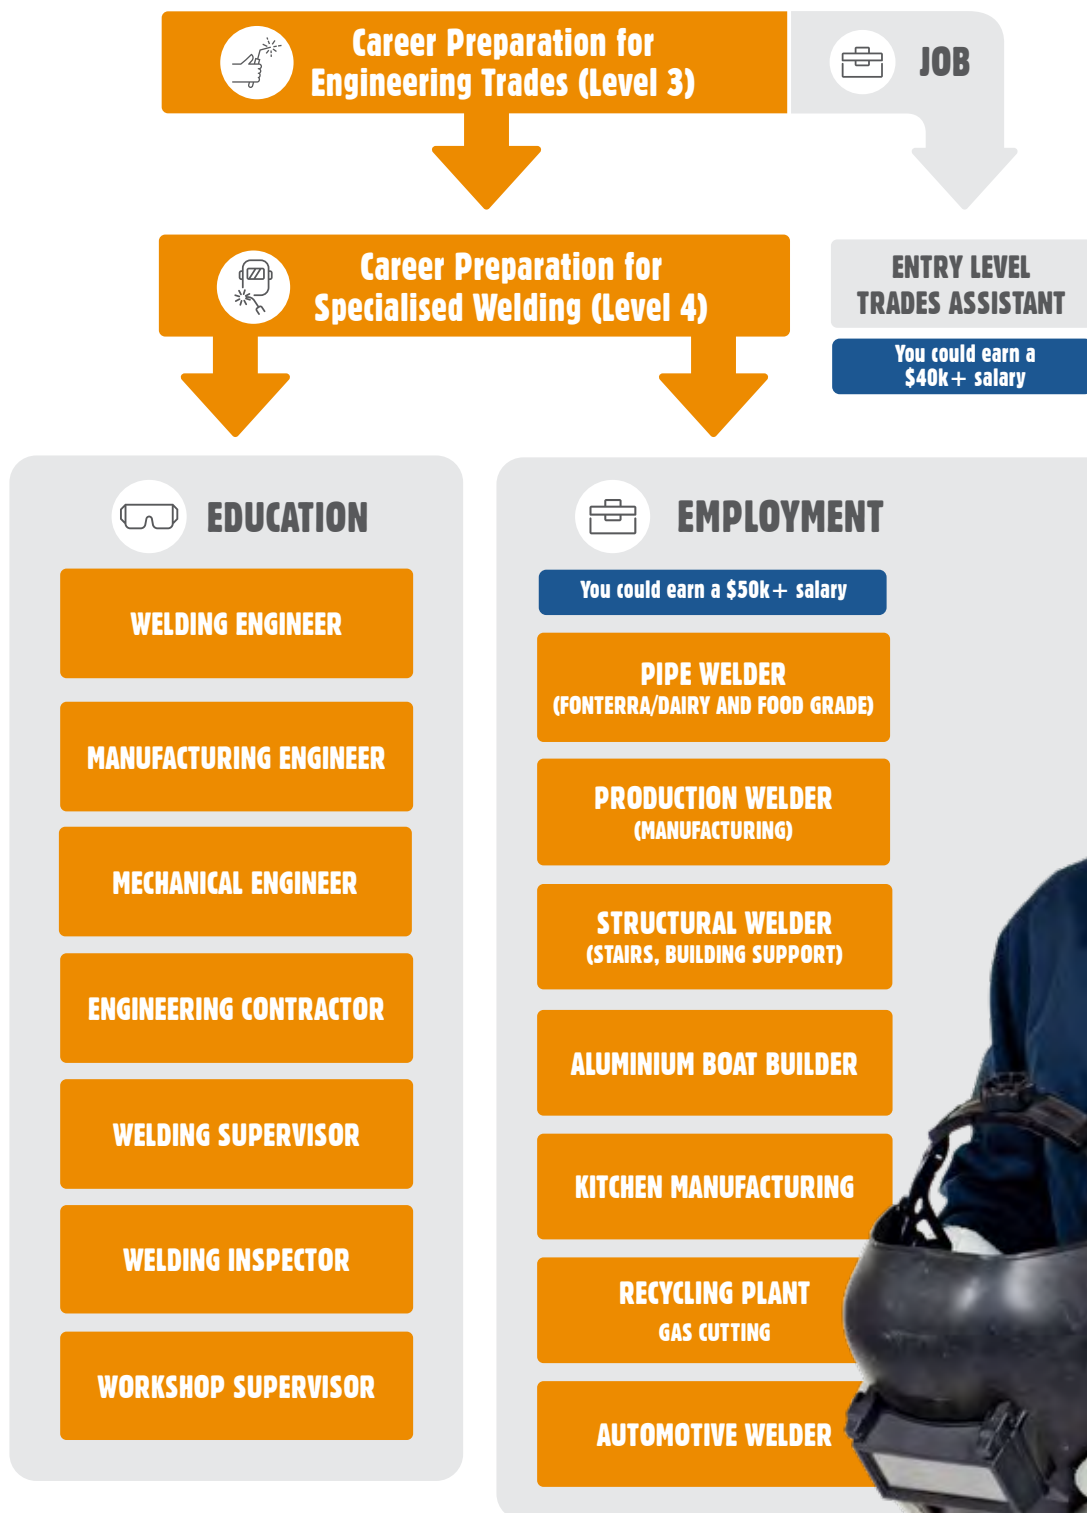 Career Preparation for
Engineering Trades (Level 3)
JOB
Career Preparation for
Specialised Welding (Level 4)
ENTRY LEVEL
TRADES ASSISTANT
You could earn a
$40k+ salary
EDUCATION
WELDING ENGINEER
MANUFACTURING ENGINEER
MECHANICAL ENGINEER
ENGINEERING CONTRACTOR
WELDING SUPERVISOR
WELDING INSPECTOR
WORKSHOP SUPERVISOR
EMPLOYMENT
You could earn a $50k+ salary
PIPE WELDER
(FONTERRA/DAIRY AND FOOD GRADE)
PRODUCTION WELDER
(MANUFACTURING)
STRUCTURAL WELDER
(STAIRS, BUILDING SUPPORT)
ALUMINIUM BOAT BUILDER
KITCHEN MANUFACTURING
RECYCLING PLANT
GAS CUTTING
AUTOMOTIVE WELDER